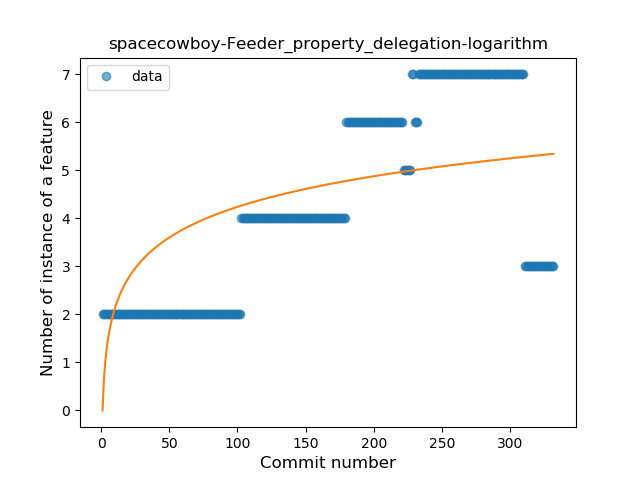 spacecowboy-Feeder_property_delegation-logarithm
data
Number of instance of a feature
7
6
5
4
3
2
1
0
0 50 100 150 200 250 300
Commit number